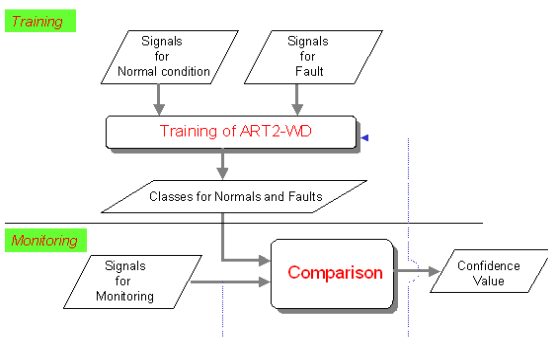 Training
Signals
for
Normal condition
Signals
for
Fault
Training of ART2-WD
Classes for Normals and Faults
Monitoring
Signals
for
Monitoring
Comparison
Confidence
Value